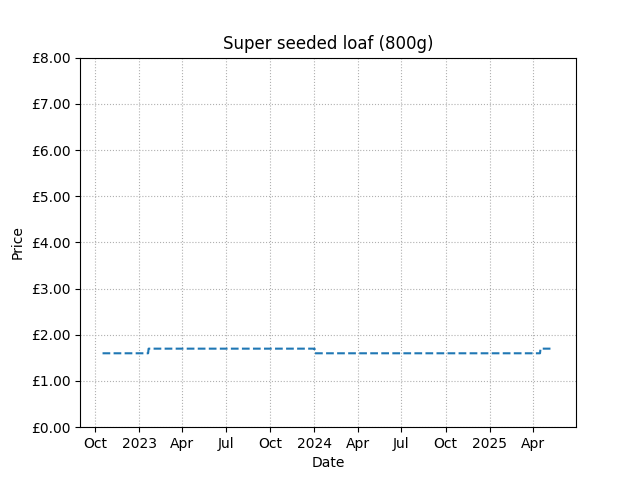 Super seeded loaf (800g)
£8.00
£7.00
£6.00
£5.00
£4.00
£3.00
£2.00
£1.00
£0.00
Price
Oct 2023 Apr Jul Oct 2024 Apr Jul Oct 2025 Apr
Date